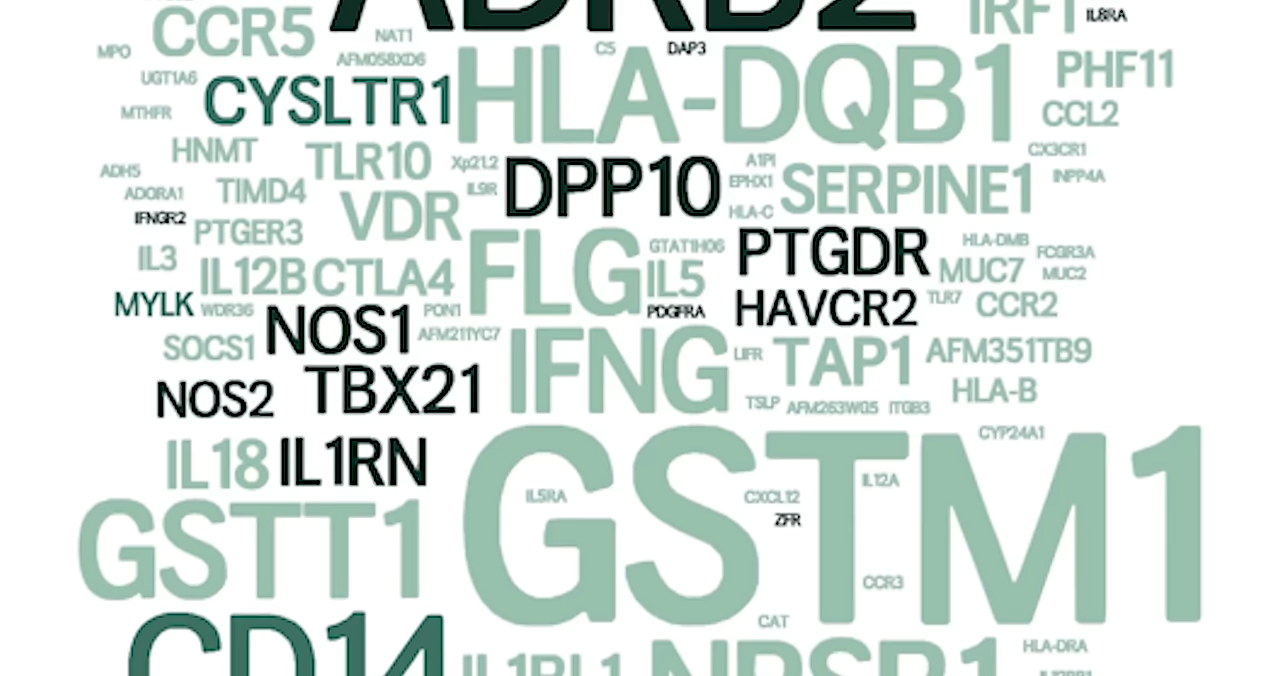 ADRB2
IRF1
IL8RA
CCR5
NAT1
MPO
AFM058XD6
C5
DAP3
HLA-DQB1
PHF11
UGT1A6
CYSLTR1
MTHFR
CCL2
HNMT
TLR10
Xp21.2
DPP10
A1PI
CX3CR1
ADH5
EPHX1
SERPINE1
INPP4A
ADORA1
TIMD4
IL9R
VDR
HLA-C
IFNGR2
PTGER3
FLG
GTAT1H06
PTGDR
HLA-DMB
FCGR3A
IL3
IL12B
CTLA4
IL5
MUC7
MUC2
MYLK
WDR36
PON1
PDGFRA
HAVCR2
TLR7
CCR2
NOS1
AFM211YC7
SOCS1
IFNG
LIFR
TAP1
AFM351TB9
NOS2
TBX21
TSLP
AFM263WG5
ITGB3
HLA-B
IL18
IL1RN
GSTM1
CYP24A1
IL12A
IL5RA
CXCL12
ZFR
GSTT1
CCR3
CAT
CD14
IL1RL1
NPSR1
HLA-DRA